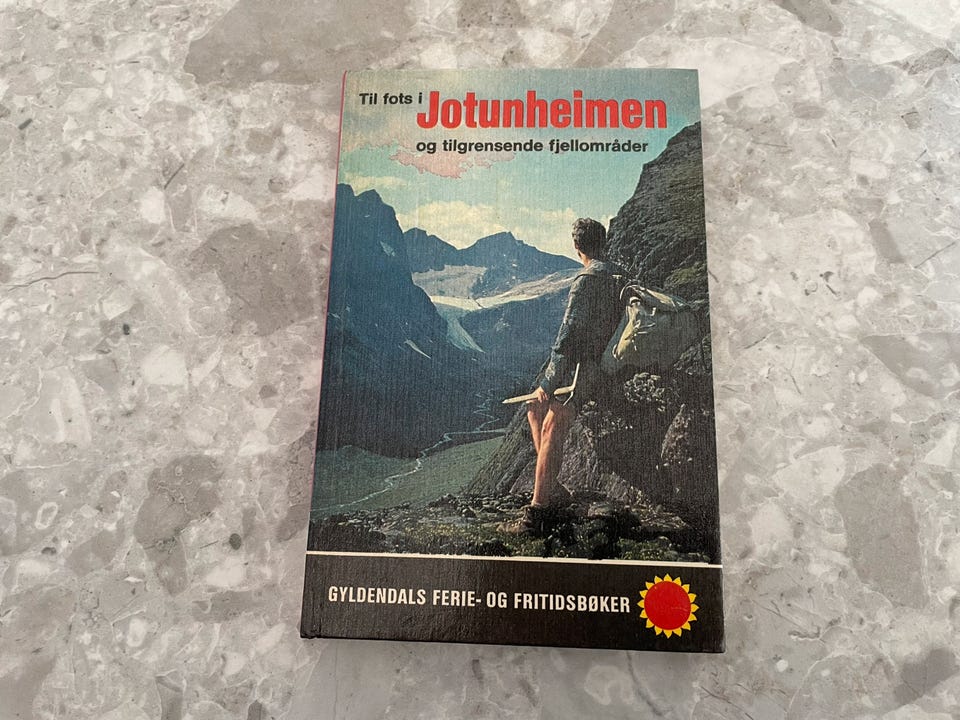 Til fots i Jotunheimen
og tilgrensende fjellområder
GYLDENDALS FERIE- OG FRITIDSBØKER